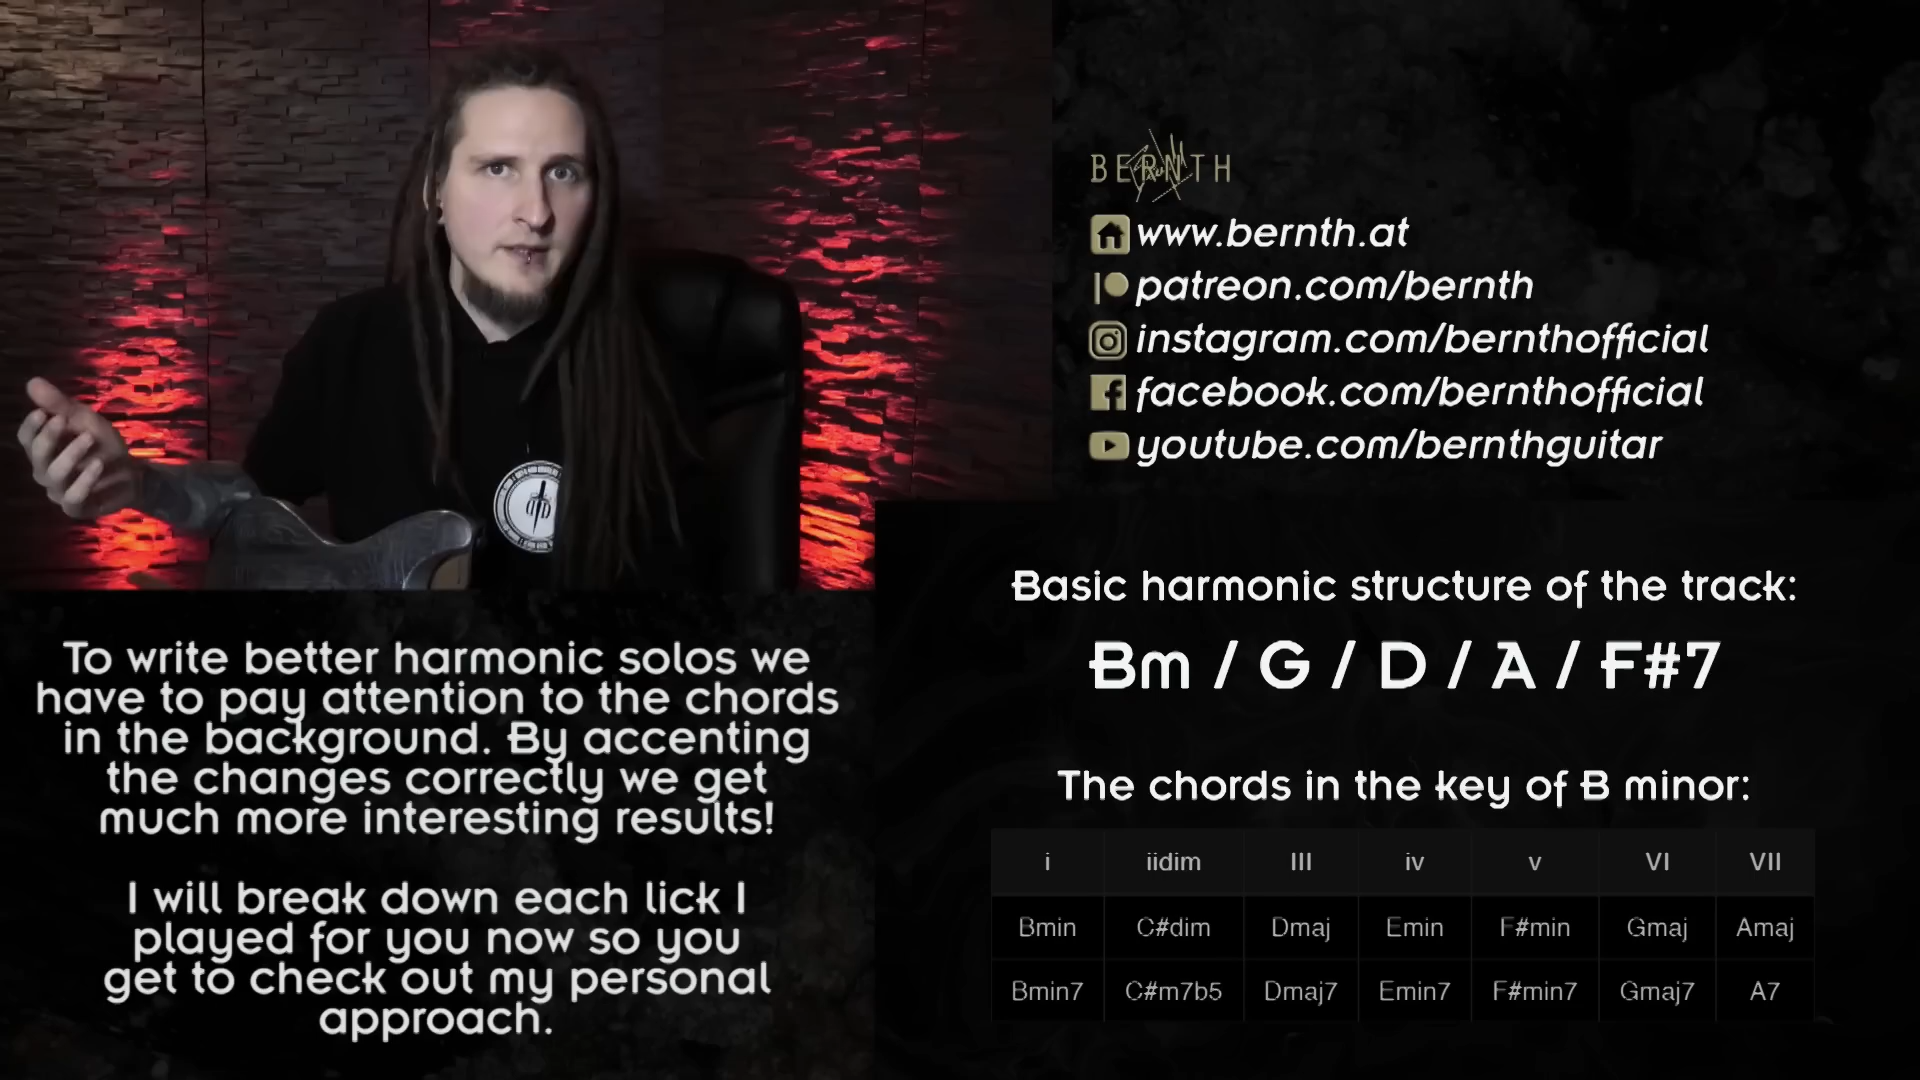 BERNTH
www.bernth.at
patreon.com/bernth
instagram.com/bernthofficial
facebook.com/bernthofficial
youtube.com/bernthguitar
To write better harmonic solos we
have to pay attention to the chords
in the background. By accenting
the changes correctly we get
much more interesting results!
I will break down each lick I
played for you now so you
get to check out my personal
approach.
Basic harmonic structure of the track:
Bm / G / D / A / F#7
The chords in the key of B minor:
i iidim III iv v VI VII
Bmin C#dim Dmaj Emin F#min Gmaj Amaj
Bmin7 C#m7b5 Dmaj7 Emin7 F#min7 Gmaj7 A7